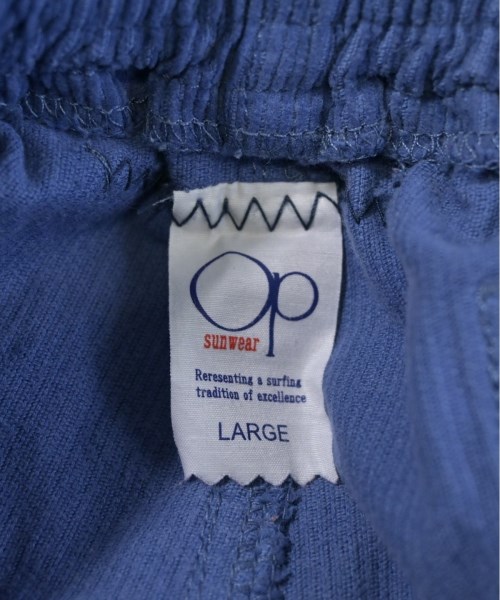 Op
sunwear
Reresenting a surfing
tradition of excellence
LARGE